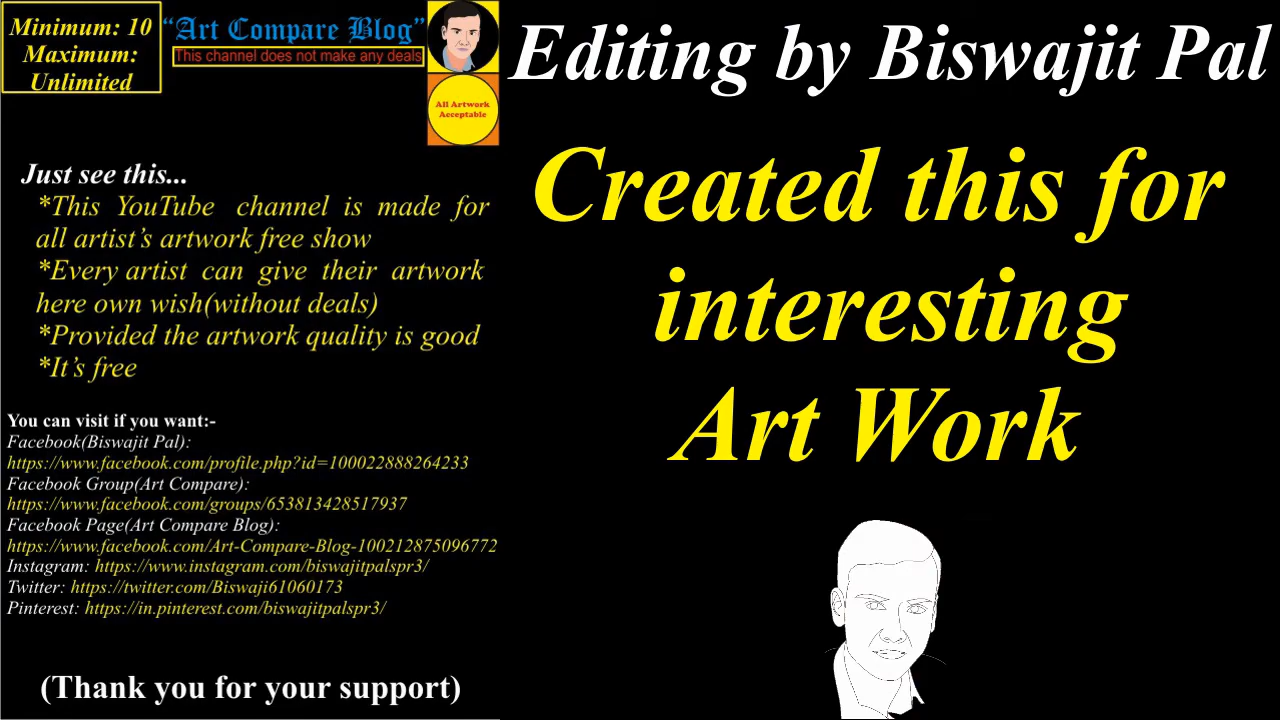 Minimum: 10
Maximum:
Unlimited
“Art Compare Blog”
This channel does not make any deals
All Artwork
Acceptable
Just see this...
*This YouTube channel is made for
all artist’s artwork free show
*Every artist can give their artwork
here own wish(without deals)
*Provided the artwork quality is good
*It’s free
You can visit if you want:-
Facebook(Biswajit Pal):
https://www.facebook.com/profile.php?id=100022888264233
Facebook Group(Art Compare):
https://www.facebook.com/groups/653813428517937
Facebook Page(Art Compare Blog):
https://www.facebook.com/Art-Compare-Blog-100212875096772
Instagram: https://www.instagram.com/biswajitpalspr3/
Twitter: https://twitter.com/Biswaji61060173
Pinterest: https://in.pinterest.com/biswajitpalspr3/
(Thank you for your support)
Editing by Biswajit Pal
Created this for
interesting
Art Work